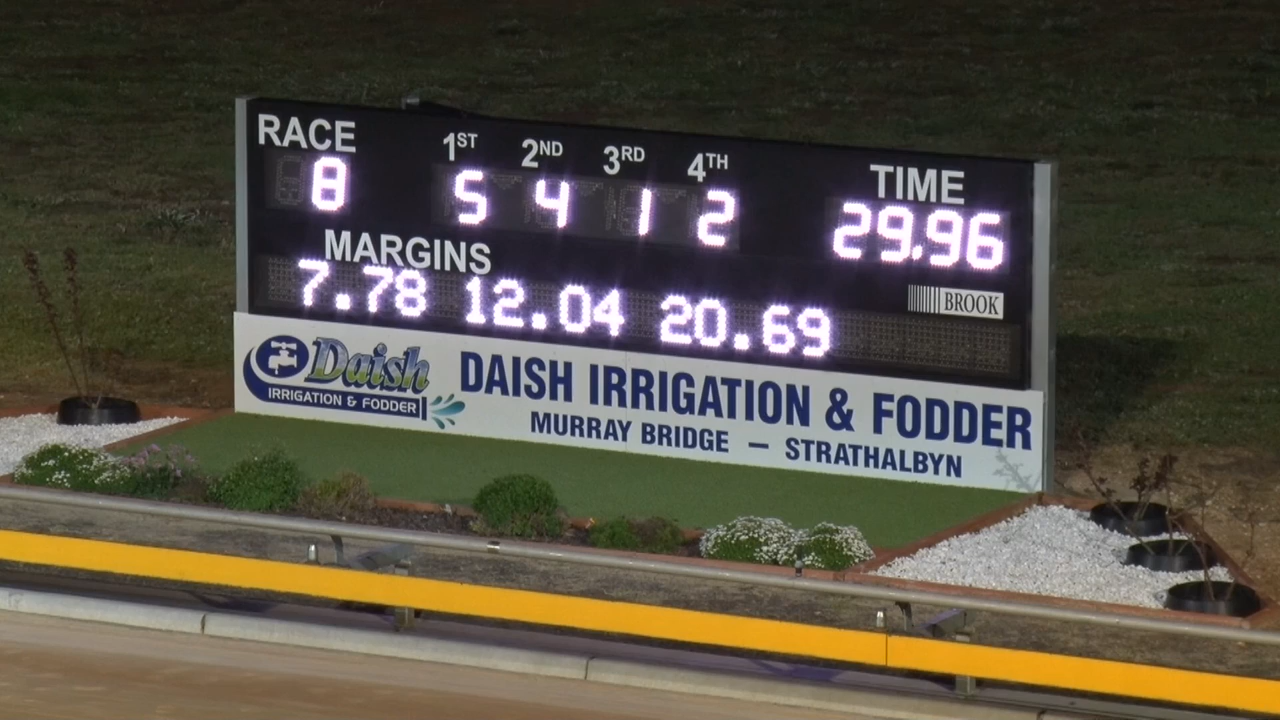 RACE 1ST 2ND 3RD 4TH TIME
8 5 4 1 2 29.96
MARGINS
7.78 12.04 20.69
BROOK
Daish
IRRIGATION & FODDER
DAISH IRRIGATION & FODDER
MURRAY BRIDGE – STRATHALBYN